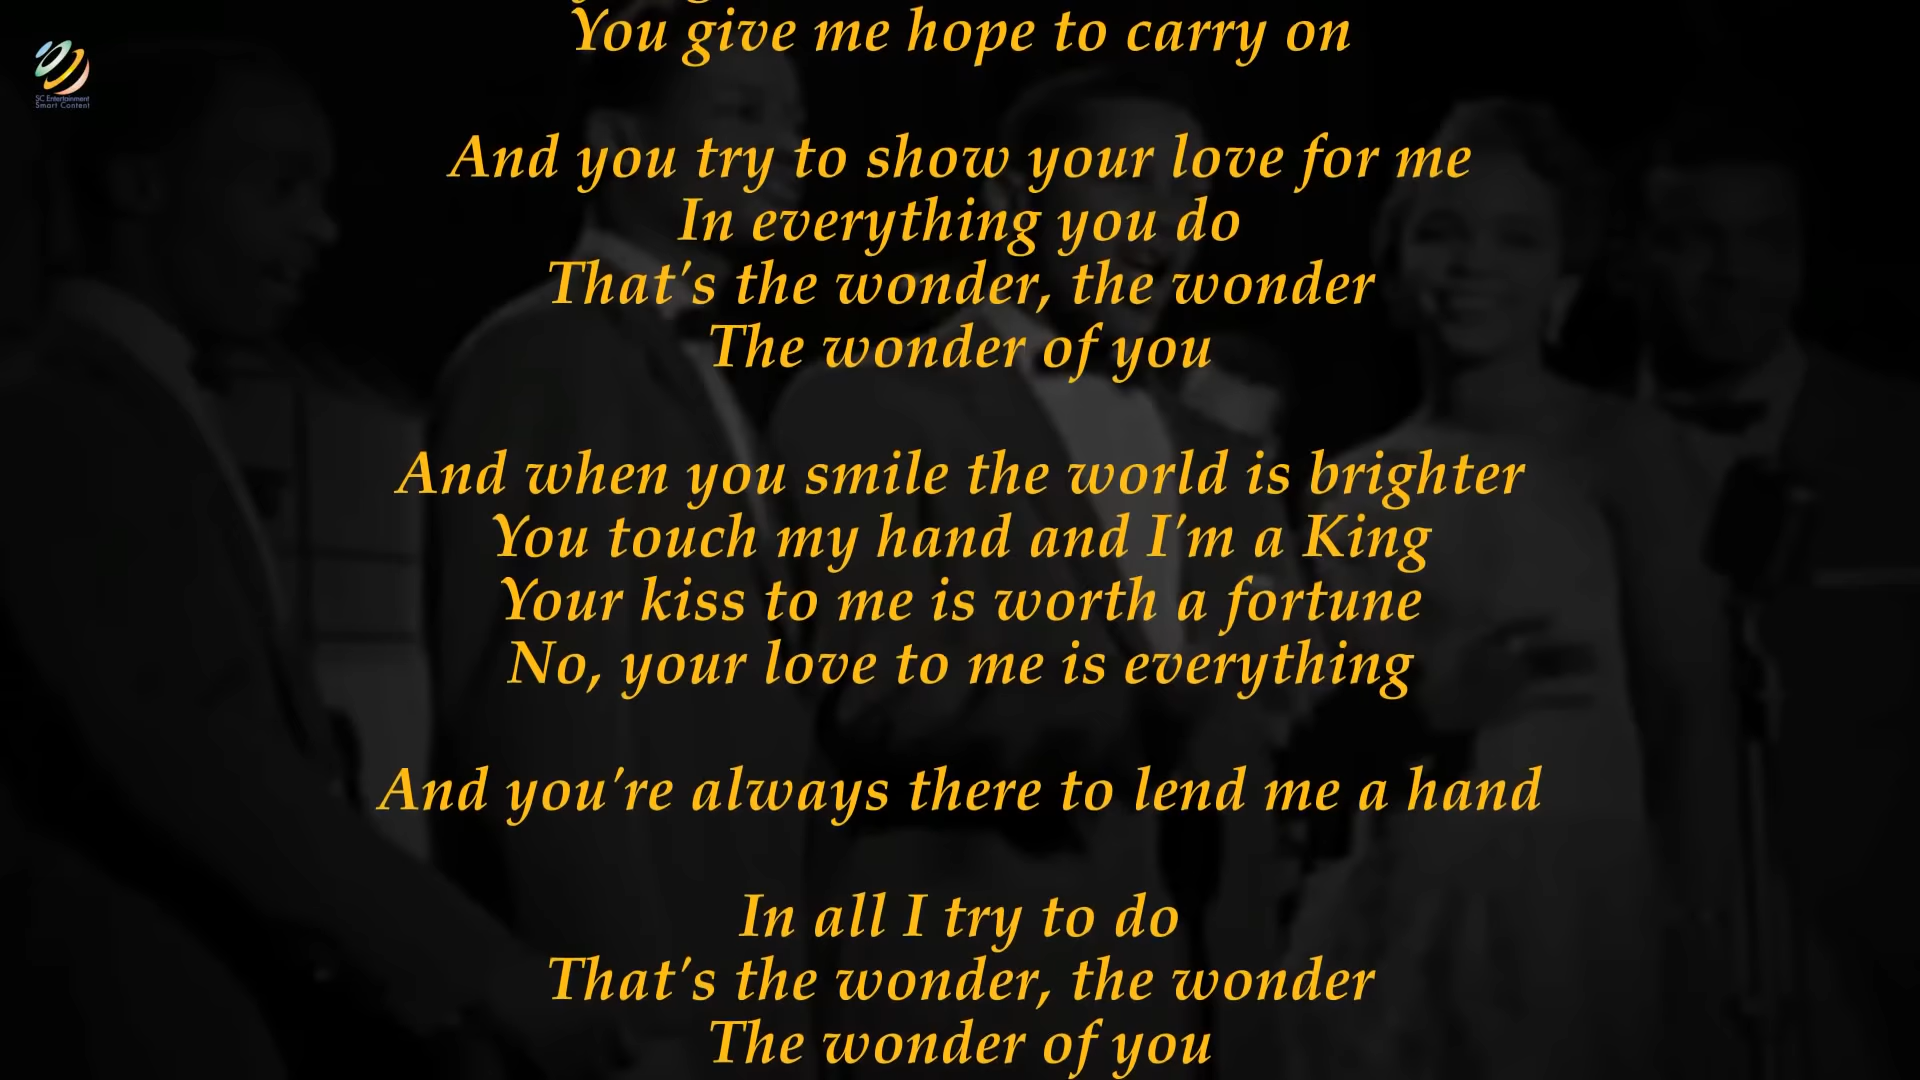 You give me hope to carry on
And you try to show your love for me
In everything you do
That's the wonder, the wonder
The wonder of you
And when you smile the world is brighter
You touch my hand and I'm a King
Your kiss to me is worth a fortune
No, your love to me is everything
And you're always there to lend me a hand
In all I try to do
That's the wonder, the wonder
The wonder of you
SC Entertainment
Smart Content